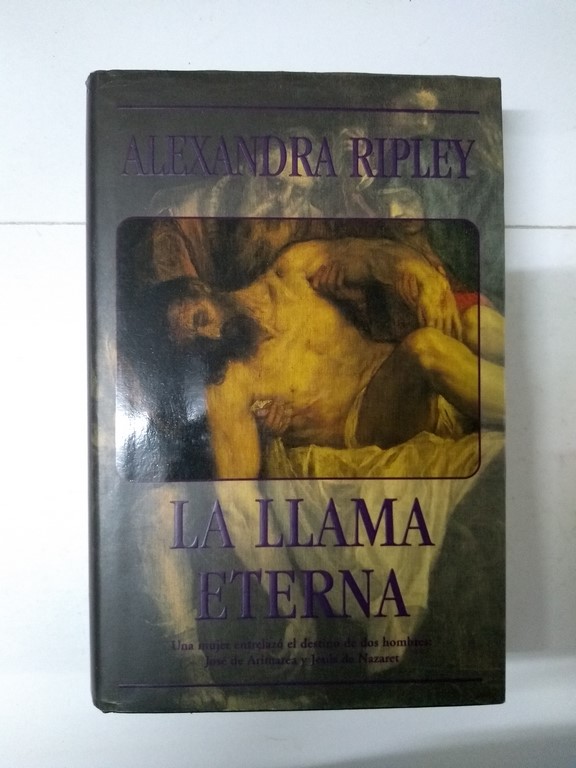 ALEXANDRA RIPLEY
LA LLAMA
ETERNA
Una mujer entrelazó el destino de dos hombres:
José de Arimatea y Jesús de Nazaret